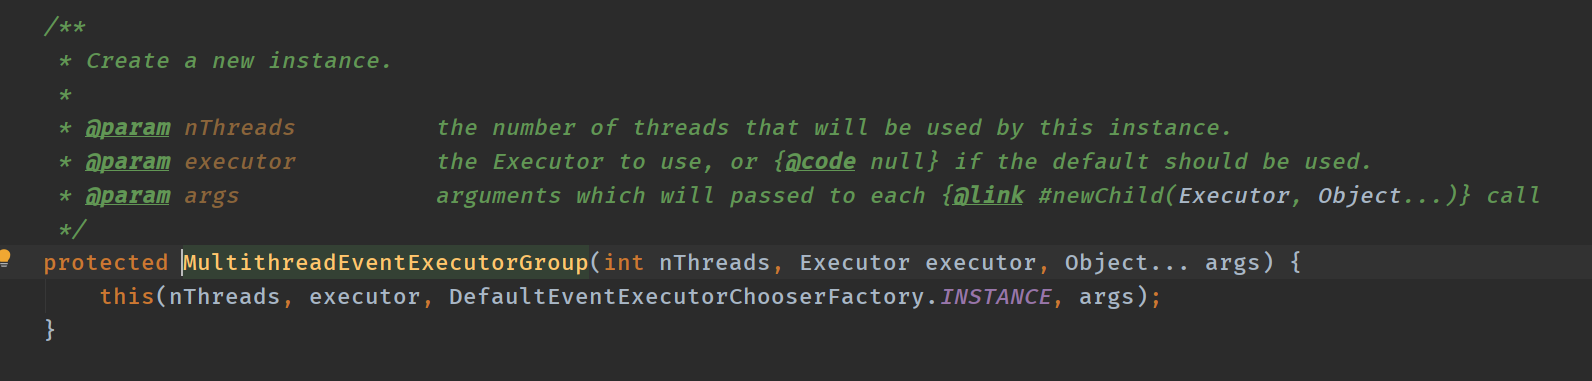 /**
 * Create a new instance.
 *
 * @param nThreads          the number of threads that will be used by this instance.
 * @param executor          the Executor to use, or {@code null} if the default should be used.
 * @param args              arguments which will passed to each {@link #newChild(Executor, Object...)} call
 */
protected MultithreadEventExecutorGroup(int nThreads, Executor executor, Object... args) {
    this(nThreads, executor, DefaultEventExecutorChooserFactory.INSTANCE, args);
}